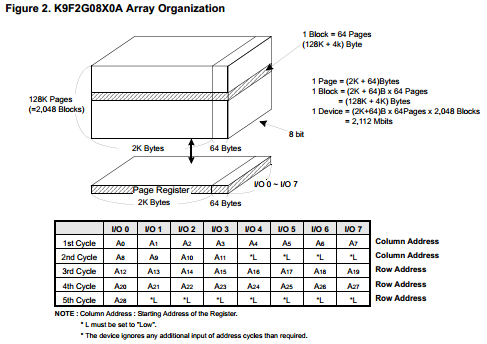 Figure 2. K9F2G08X0A Array Organization
1 Block = 64 Pages
(128K + 4k) Byte
1 Page = (2K + 64)Bytes
1 Block = (2K + 64)B x 64 Pages
= (128K + 4K) Bytes
1 Device = (2K+64)B x 64Pages x 2,048 Blocks
= 2,112 Mbits
128K Pages
(=2,048 Blocks)
8 bit
2K Bytes 64 Bytes
Page Register
I/O 0 ~ I/O 7
2K Bytes 64 Bytes
I/O 0 I/O 1 I/O 2 I/O 3 I/O 4 I/O 5 I/O 6 I/O 7
1st Cycle A0 A1 A2 A3 A4 A5 A6 A7 Column Address
2nd Cycle A8 A9 A10 A11 *L *L *L *L Column Address
3rd Cycle A12 A13 A14 A15 A16 A17 A18 A19 Row Address
4th Cycle A20 A21 A22 A23 A24 A25 A26 A27 Row Address
5th Cycle A28 *L *L *L *L *L *L *L Row Address
NOTE : Column Address : Starting Address of the Register.
* L must be set to "Low".
* The device ignores any additional input of address cycles than required.